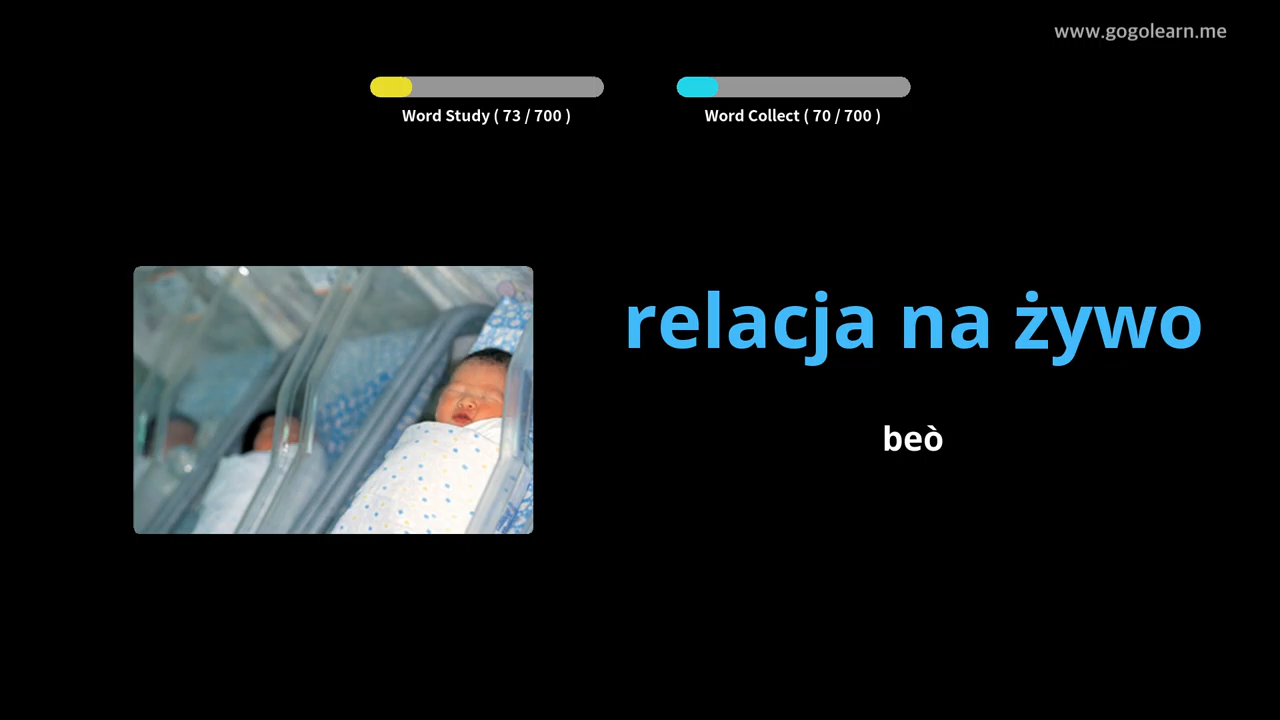 www.gogolearn.me
Word Study ( 73 / 700 )
Word Collect ( 70 / 700 )
relacja na żywo
beò